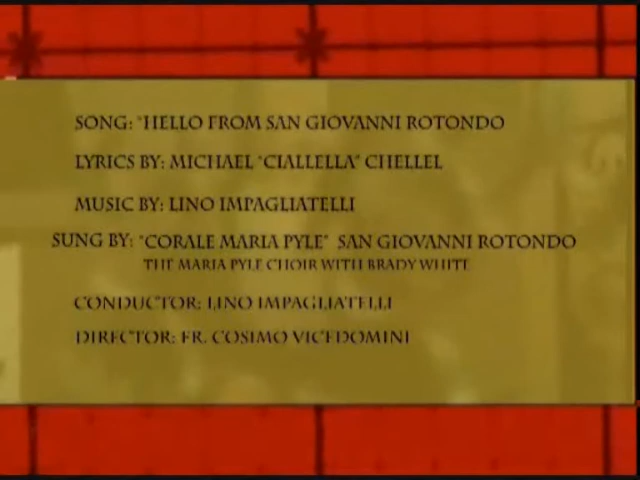 SONG: "HELLO FROM SAN GIOVANNI ROTONDO
LYRICS BY: MICHAEL "CIALLELLA" CHELLEL
MUSIC BY: LINO IMPAGLIATELLI
SUNG BY: "CORALE MARIA PYLE" SAN GIOVANNI ROTONDO
THE MARIA PYLE CHOIR WITH BRADY WHITE
CONDUCTOR: LINO IMPAGLIATELLI
DIRECTOR: FR. COSIMO VICEDOMINI